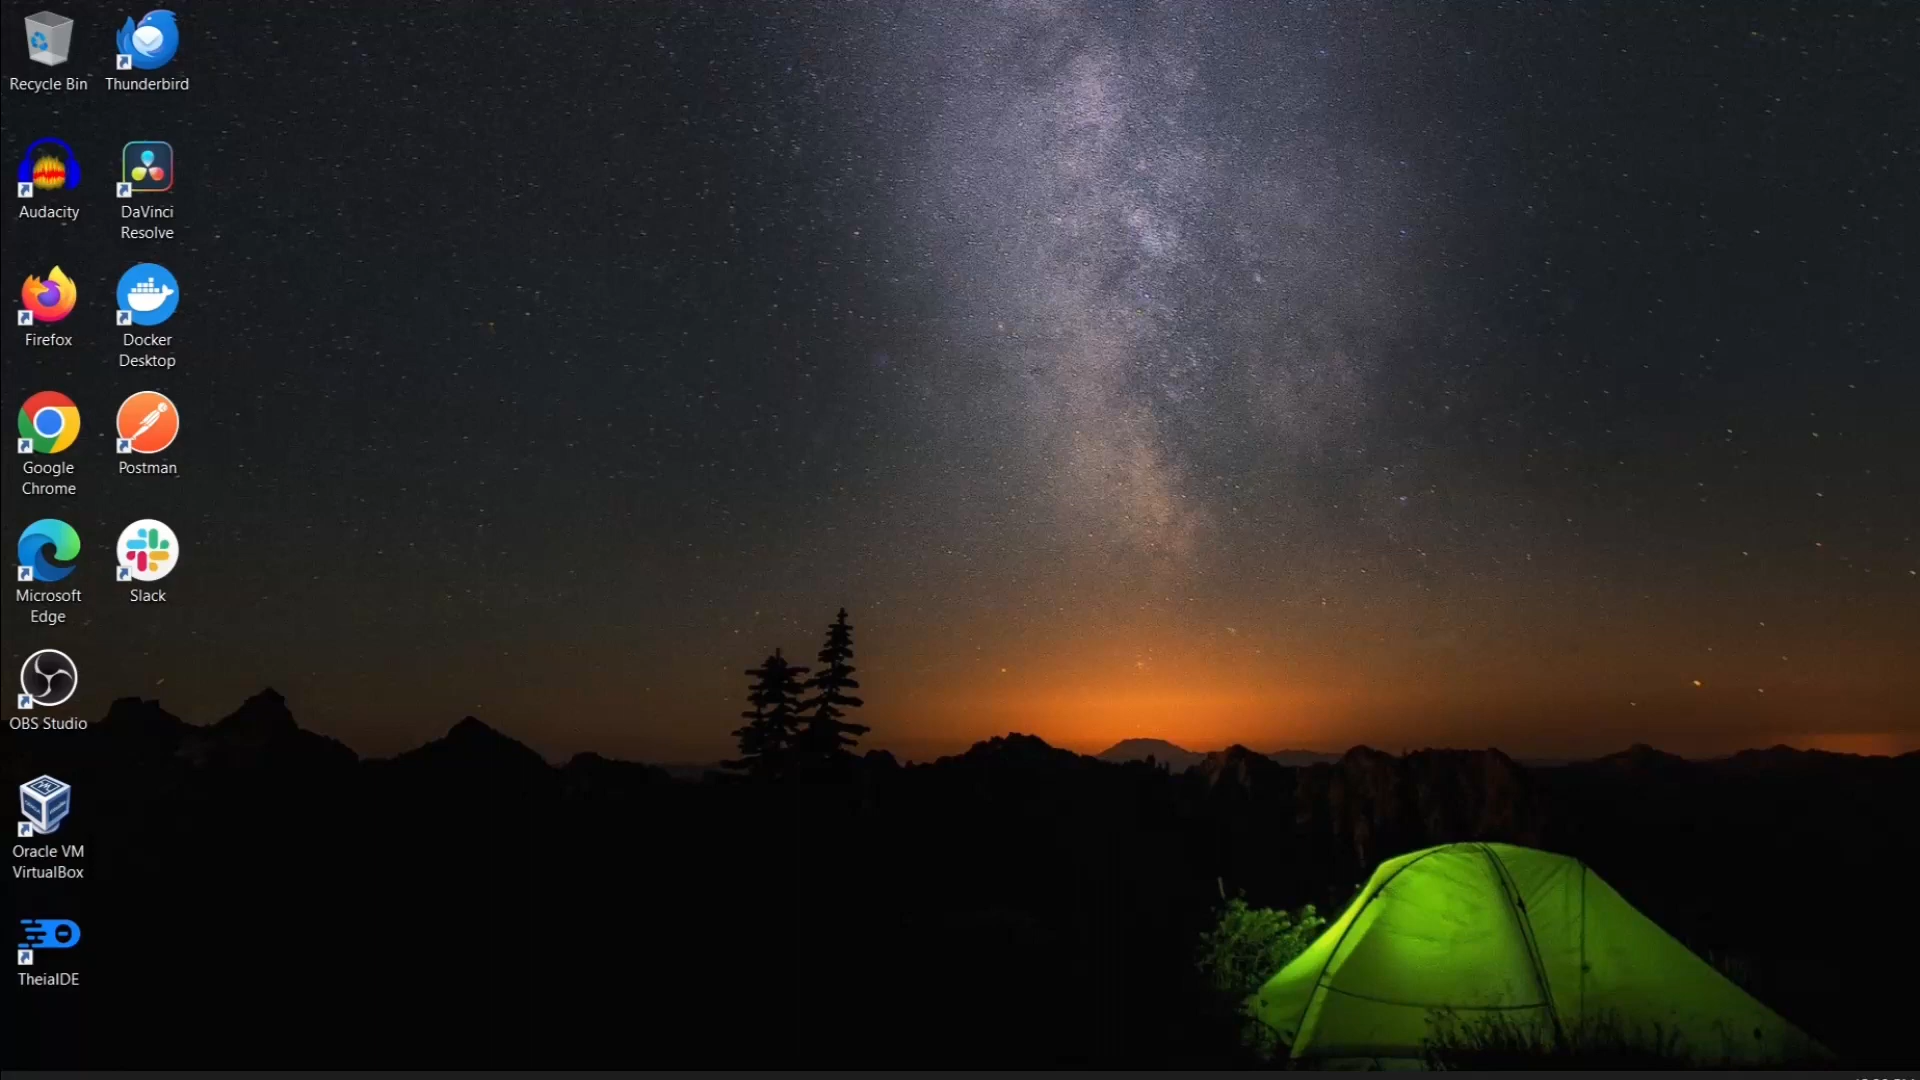 Recycle Bin
Thunderbird
Audacity
DaVinci
Resolve
Firefox
Docker
Desktop
Google
Chrome
Postman
Microsoft
Edge
Slack
OBS Studio
Oracle VM
VirtualBox
TheiaIDE